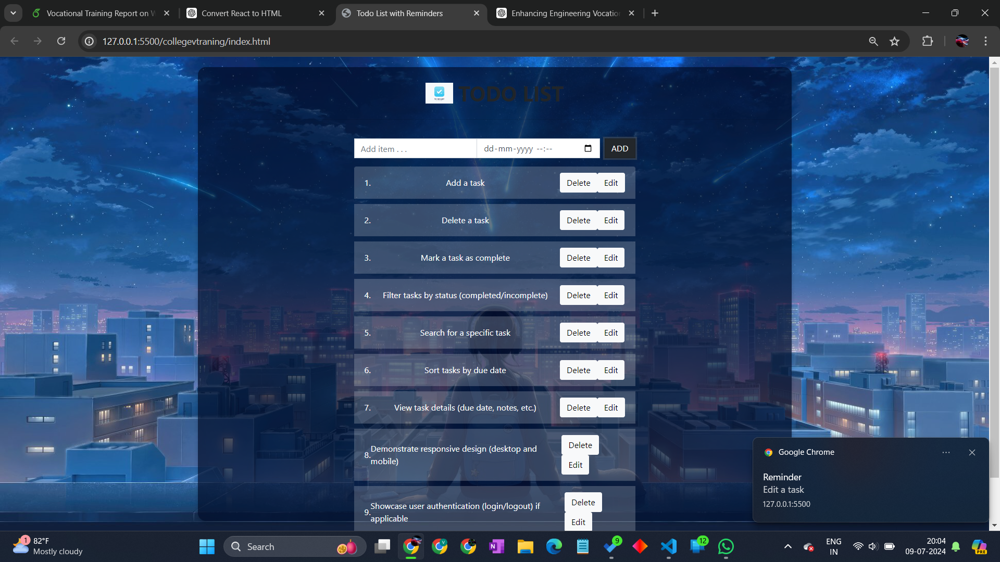 Vocational Training Report on W
Convert React to HTML
Todo List with Reminders
Enhancing Engineering Vocatio
127.0.0.1:5500/collegevtraning/index.html
TO DO LIST
TODO LIST
Add item . . .
dd-mm-yyyy --:--
ADD
1. Add a task Delete Edit
2. Delete a task Delete Edit
3. Mark a task as complete Delete Edit
4. Filter tasks by status (completed/incomplete) Delete Edit
5. Search for a specific task Delete Edit
6. Sort tasks by due date Delete Edit
7. View task details (due date, notes, etc.) Delete Edit
8. Demonstrate responsive design (desktop and
mobile)
Delete
Edit
9. Showcase user authentication (login/logout) if
applicable
Delete
Edit
Google Chrome
Reminder
Edit a task
127.0.0.1:5500
1
82°F
Mostly cloudy
Search
V
N
9
12
ENG
IN
20:04
09-07-2024
PRE